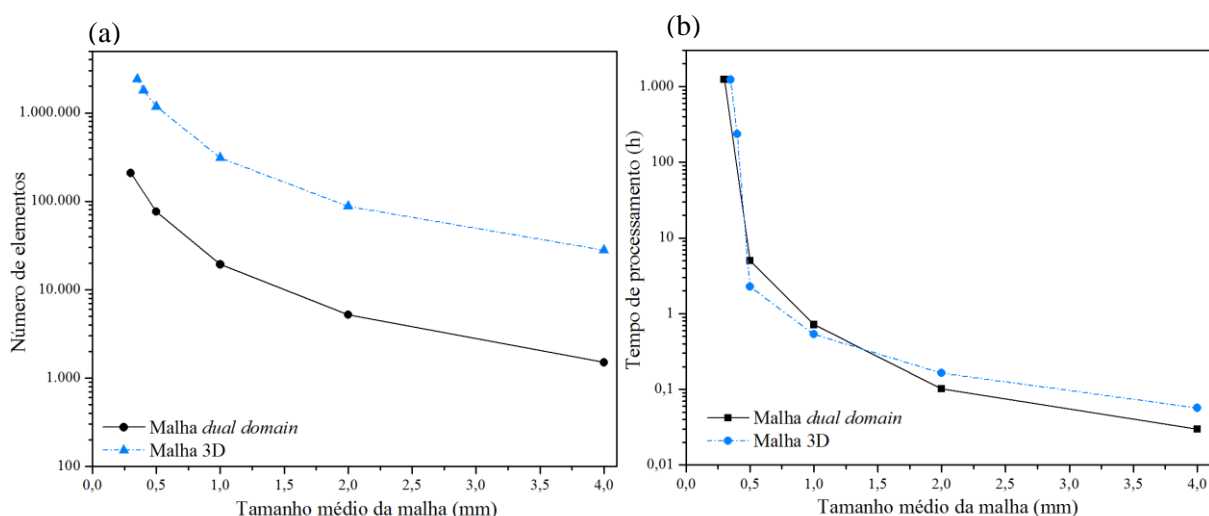 (a)
Número de elementos
1.000.000
100.000
10.000
1.000
100
0,0 0,5 1,0 1,5 2,0 2,5 3,0 3,5 4,0
Tamanho médio da malha (mm)
Malha dual domain
Malha 3D
(b)
Tempo de processamento (h)
1.000
100
10
1
0,1
0,01
0,0 0,5 1,0 1,5 2,0 2,5 3,0 3,5 4,0
Tamanho médio da malha (mm)
Malha dual domain
Malha 3D